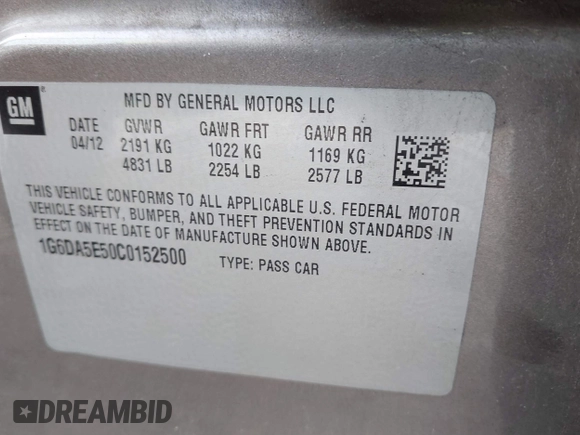 GM
MFD BY GENERAL MOTORS LLC
DATE GVWR GAWR FRT GAWR RR
04/12 2191 KG 1022 KG 1169 KG
4831 LB 2254 LB 2577 LB
THIS VEHICLE CONFORMS TO ALL APPLICABLE U.S. FEDERAL MOTOR
VEHICLE SAFETY, BUMPER, AND THEFT PREVENTION STANDARDS IN
EFFECT ON THE DATE OF MANUFACTURE SHOWN ABOVE.
1G6DA5E50C0152500 TYPE: PASS CAR
DREAMBID